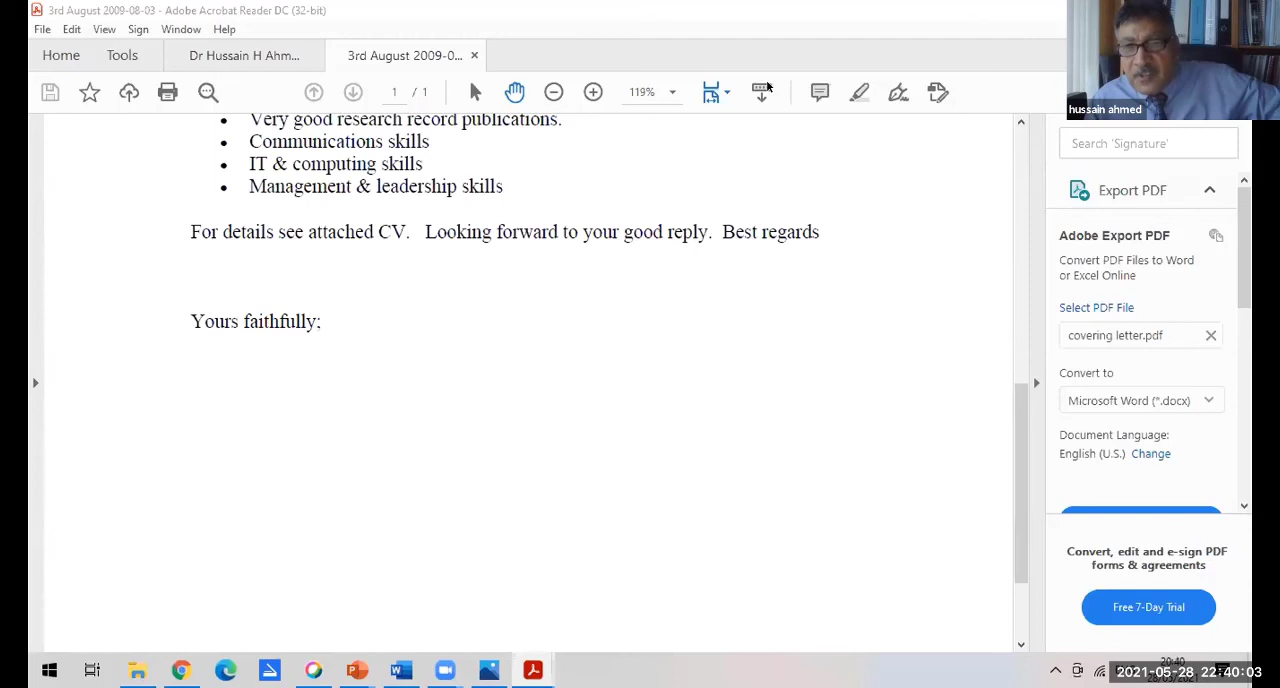 3rd August 2009-08-03 - Adobe Acrobat Reader DC (32-bit)
File Edit View Sign Window Help
Home Tools Dr Hussain H Ahm... 3rd August 2009-0... ×
1 / 1 119%
hussain ahmed
Search 'Signature'
• Very good research record publications.
• Communications skills
• IT & computing skills
• Management & leadership skills
For details see attached CV. Looking forward to your good reply. Best regards
Yours faithfully;
Export PDF
Adobe Export PDF
Convert PDF Files to Word
or Excel Online
Select PDF File
covering letter.pdf
Convert to
Microsoft Word (*.docx)
Document Language:
English (U.S.) Change
Convert, edit and e-sign PDF
forms & agreements
Free 7-Day Trial
20:40
2021-05-28 22:40:03